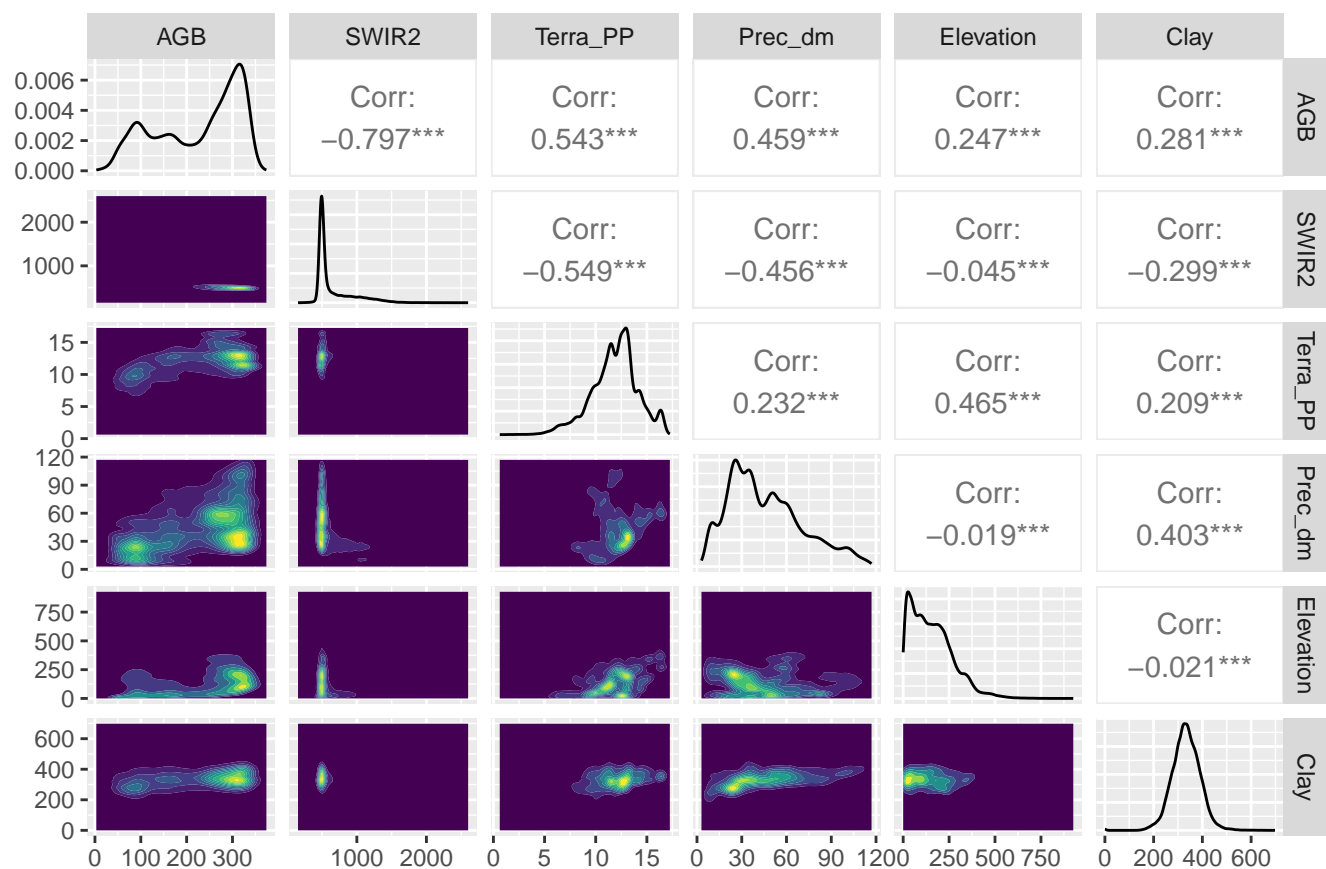 AGB SWIR2 Terra_PP Prec_dm Elevation Clay
0.006
0.004
0.002
0.000
Corr:
−0.797***
Corr:
0.543***
Corr:
0.459***
Corr:
0.247***
Corr:
0.281***
AGB
2000
1000
Corr:
−0.549***
Corr:
−0.456***
Corr:
−0.045***
Corr:
−0.299***
SWIR2
15
10
5
0
Corr:
0.232***
Corr:
0.465***
Corr:
0.209***
Terra_PP
120
90
60
30
0
Corr:
−0.019***
Corr:
0.403***
Prec_dm
750
500
250
0
Corr:
−0.021***
Elevation
600
400
200
0
Clay
0 100 200 300
1000 2000
0 5 10 15
0 30 60 90 120
0 250 500 750
0 200 400 600